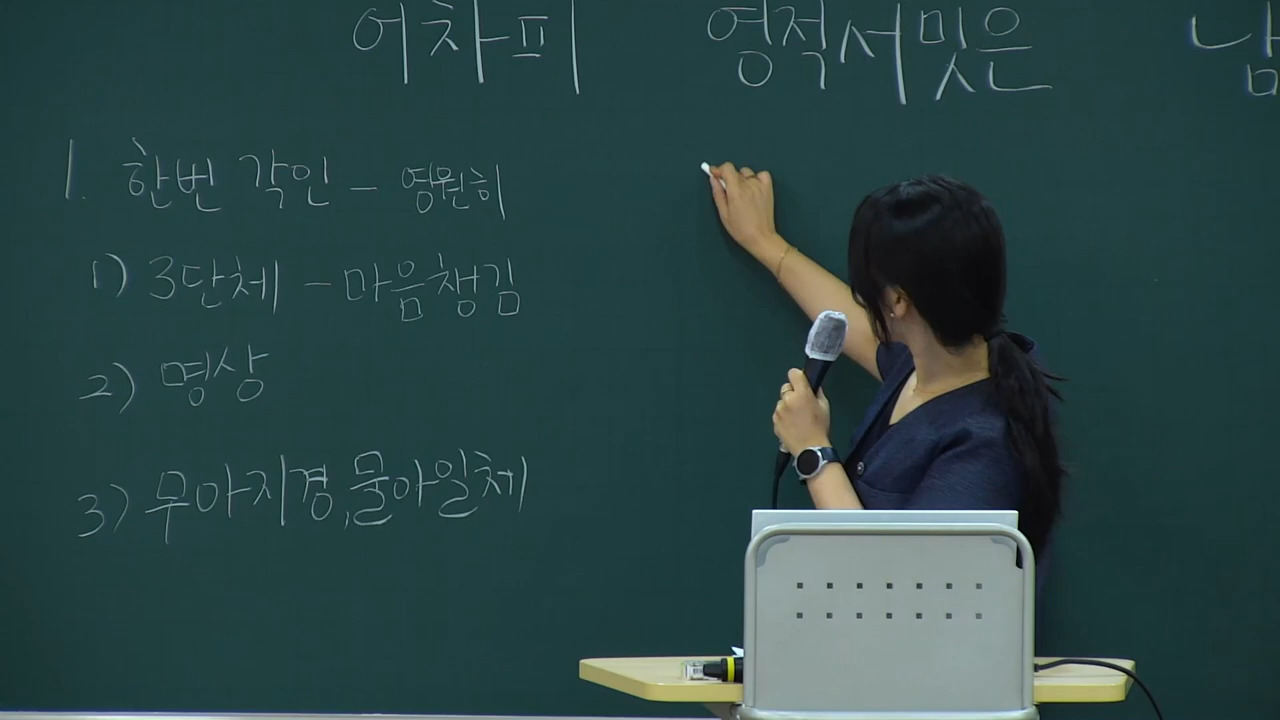 어차피 영적서밋은 남
1. 한번 각인 - 영원히
1) 3단체 - 마음챙김
2) 명상
3) 무아지경, 물아일체